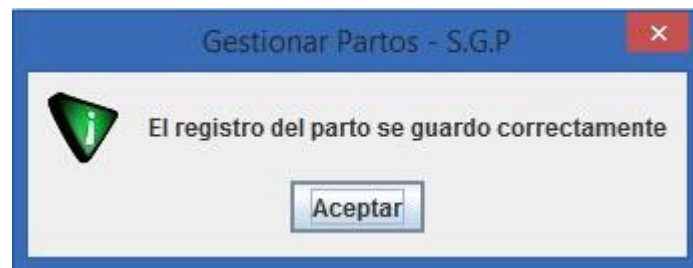 Gestionar Partos - S.G.P
El registro del parto se guardo correctamente
Aceptar